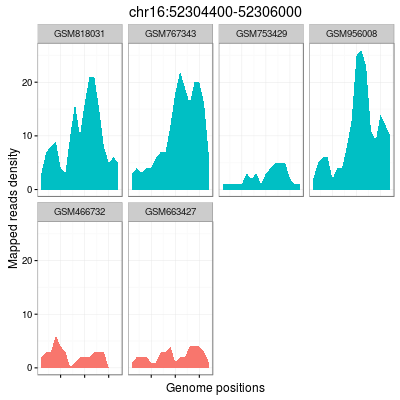 chr16:52304400-52306000
GSM818031 GSM767343 GSM753429 GSM956008
20
10
0
GSM466732 GSM663427
20
10
0
Mapped reads density
Genome positions